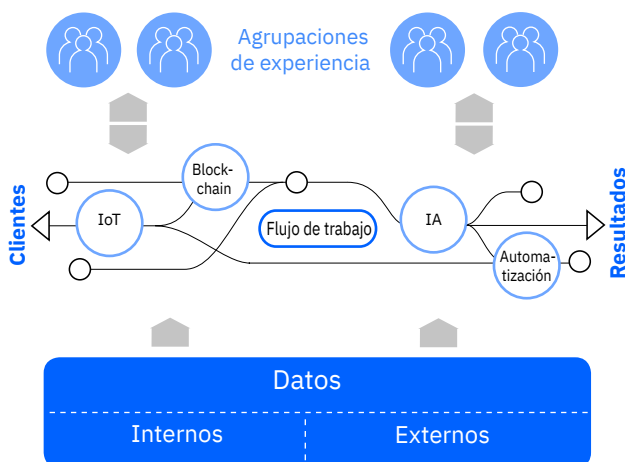 Agrupaciones
de experiencia
Block-
chain
IoT
Flujo de trabajo
IA
Automa-
tización
Clientes
Resultados
Datos
Internos
Externos